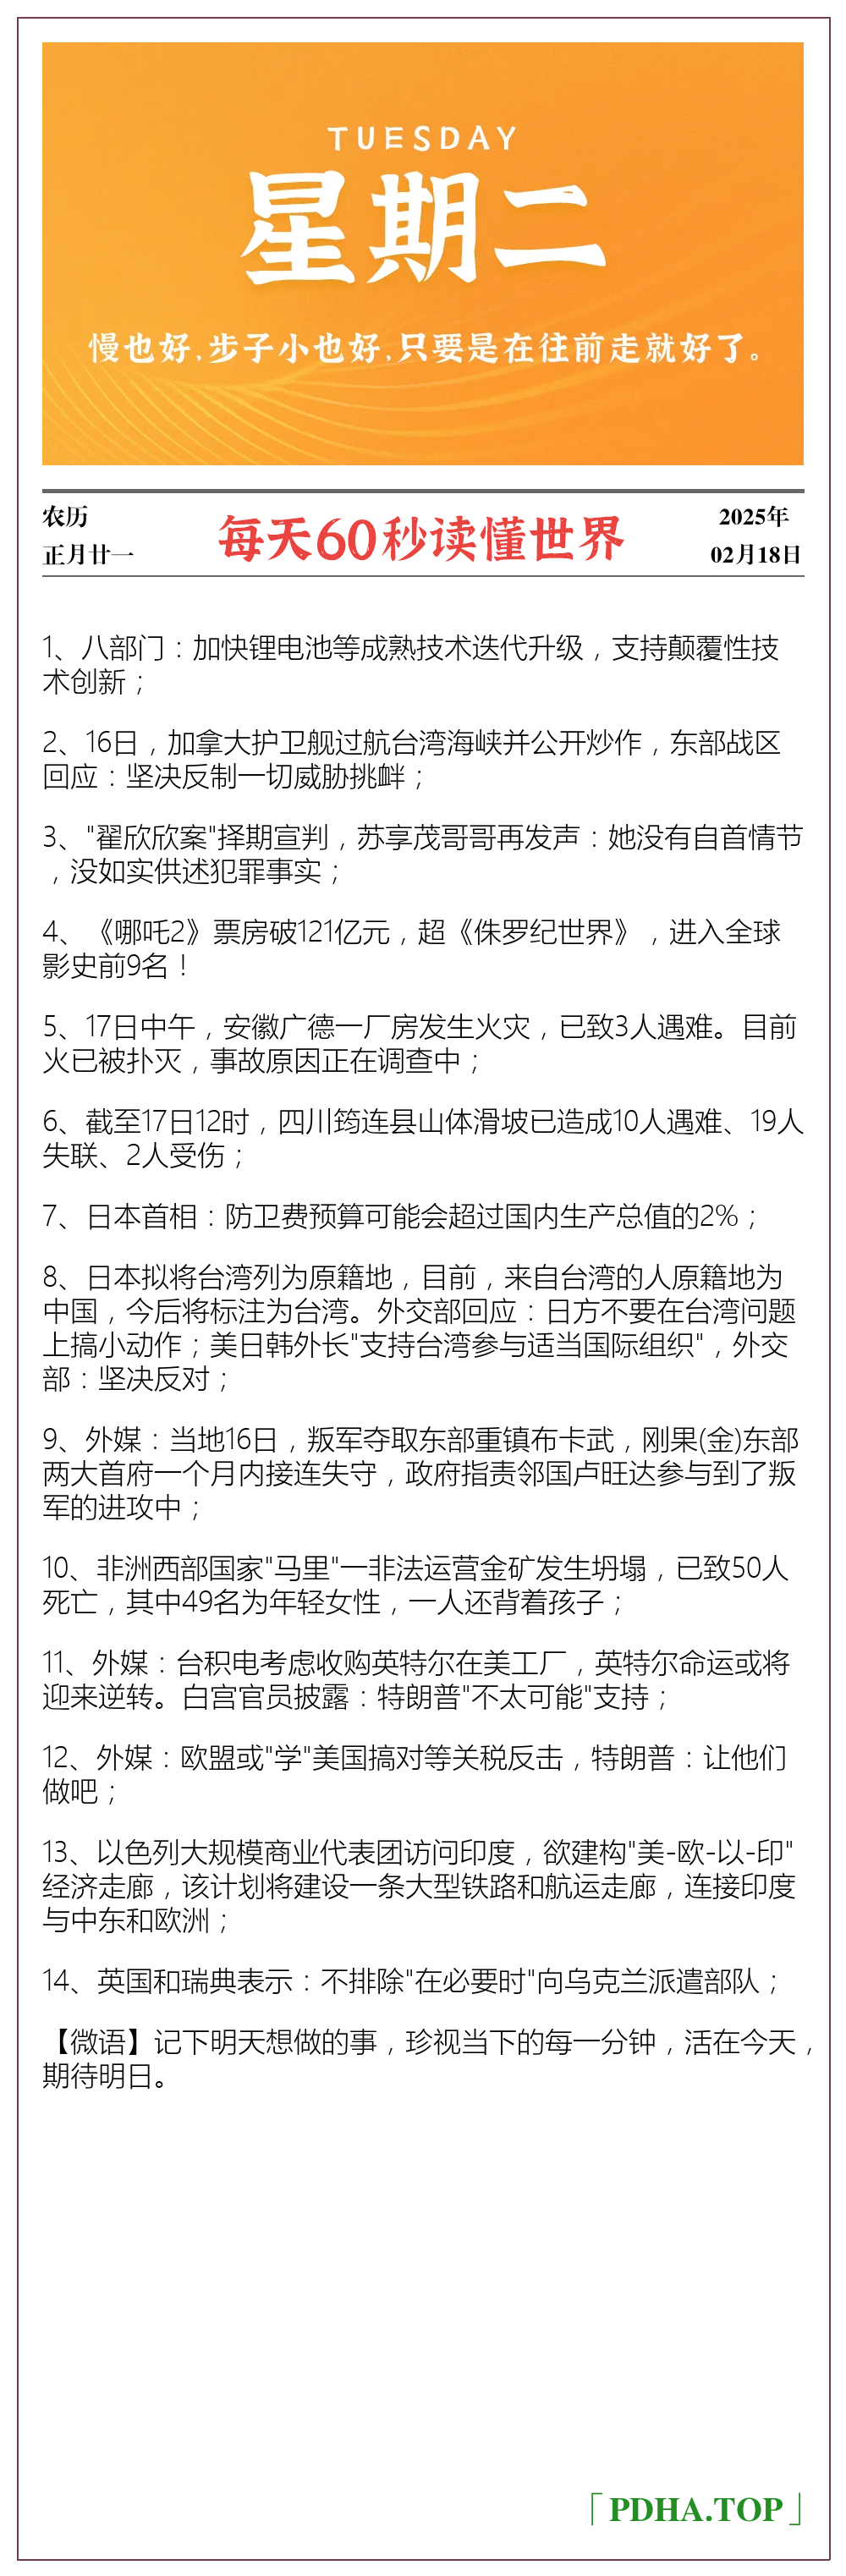 TUESDAY
星期二
慢也好,步子小也好,只要是在往前走就好了。
农历
正月廿一
每天60秒读懂世界
2025年
02月18日
1、八部门：加快锂电池等成熟技术迭代升级，支持颠覆性技
术创新；
2、16日，加拿大护卫舰过航台湾海峡并公开炒作，东部战区
回应：坚决反制一切威胁挑衅；
3、"翟欣欣案"择期宣判，苏享茂哥哥再发声：她没有自首情节
，没如实供述犯罪事实；
4、《哪吒2》票房破121亿元，超《侏罗纪世界》，进入全球
影史前9名！
5、17日中午，安徽广德一厂房发生火灾，已致3人遇难。目前
火已被扑灭，事故原因正在调查中；
6、截至17日12时，四川筠连县山体滑坡已造成10人遇难、19人
失联、2人受伤；
7、日本首相：防卫费预算可能会超过国内生产总值的2%；
8、日本拟将台湾列为原籍地，目前，来自台湾的人原籍地为
中国，今后将标注为台湾。外交部回应：日方不要在台湾问题
上搞小动作；美日韩外长"支持台湾参与适当国际组织"，外交
部：坚决反对；
9、外媒：当地16日，叛军夺取东部重镇布卡武，刚果(金)东部
两大首府一个月内接连失守，政府指责邻国卢旺达参与到了叛
军的进攻中；
10、非洲西部国家"马里"一非法运营金矿发生坍塌，已致50人
死亡，其中49名为年轻女性，一人还背着孩子；
11、外媒：台积电考虑收购英特尔在美工厂，英特尔命运或将
迎来逆转。白宫官员披露：特朗普"不太可能"支持；
12、外媒：欧盟或"学"美国搞对等关税反击，特朗普：让他们
做吧；
13、以色列大规模商业代表团访问印度，欲建构"美-欧-以-印"
经济走廊，该计划将建设一条大型铁路和航运走廊，连接印度
与中东和欧洲；
14、英国和瑞典表示：不排除"在必要时"向乌克兰派遣部队；
【微语】记下明天想做的事，珍视当下的每一分钟，活在今天，
期待明日。
「PDHA.TOP」